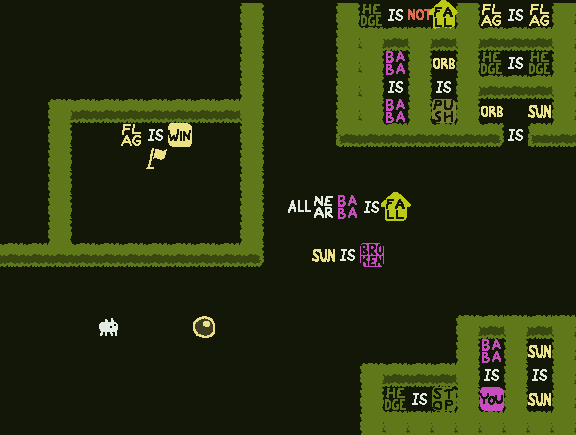 HEDGE IS NOT FALL
FLAG IS FLAG
BABA IS BABA
ORB IS PUSH
HEDGE IS HEDGE
ORB SUN
IS
FLAG IS WIN
ALL NEAR BABA IS FALL
SUN IS BROKEN
BABA IS YOU
SUN IS SUN
HEDGE IS STOP